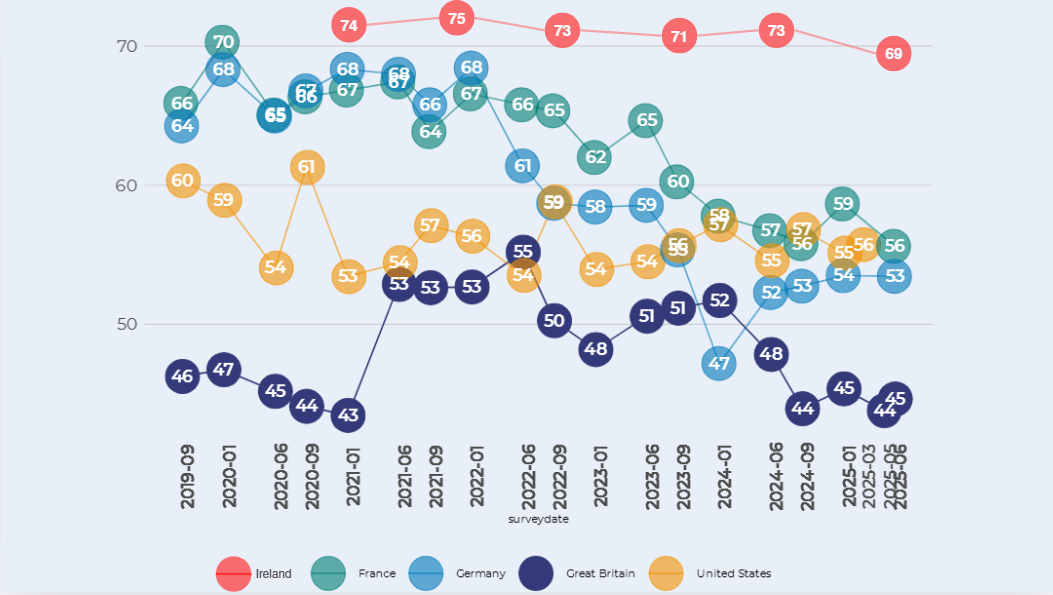 74 75 73 71 73 69
70
66 70 65 66 67 67 64 67 66 65 62 65 60 58 57 56 59 56
64 68 67 68 68 66 68 61 59 58 59 55 47 52 53 54 53
60
60 59 54 61 53 54 57 56 54 59 54 54 56 57 55 57 55 56
50
46 47 45 44 43 53 53 53 55 50 48 51 51 52 48 44 45 44 45
2019-09 2020-01 2020-06 2020-09 2021-01 2021-06 2021-09 2022-01 2022-06 2022-09 2023-01 2023-06 2023-09 2024-01 2024-06 2024-09 2025-01 2025-03 2025-05 2025-06
surveydate
Ireland France Germany Great Britain United States